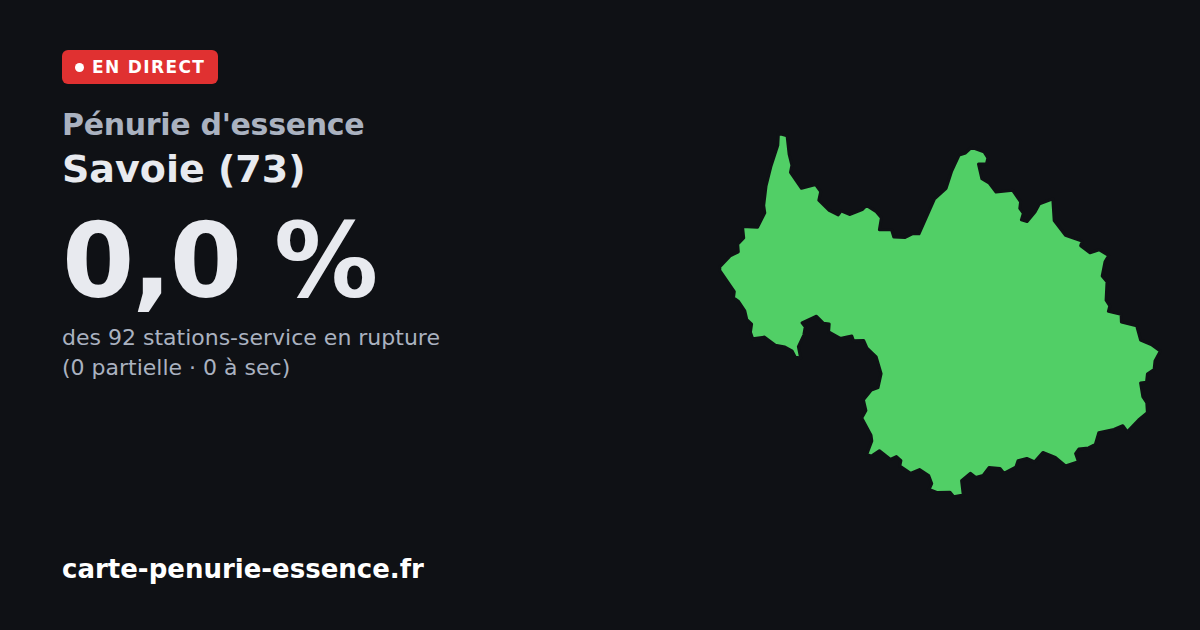 EN DIRECT
Pénurie d'essence
Savoie (73)
0,0 %
des 92 stations-service en rupture
(0 partielle · 0 à sec)
carte-penurie-essence.fr